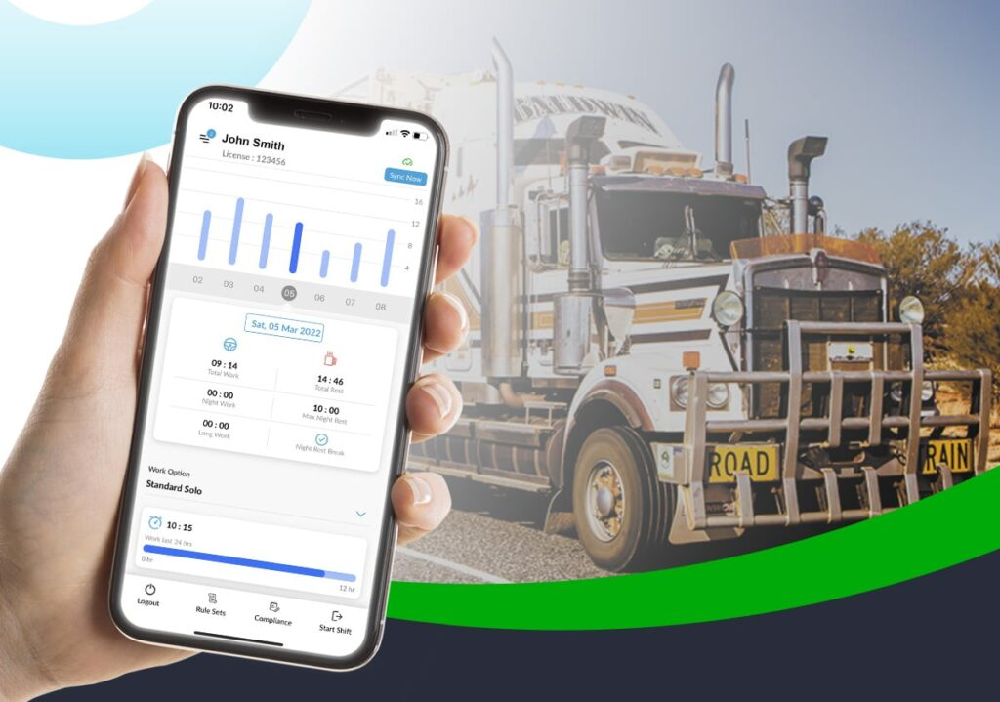 10:02
2
John Smith
License : 123456
Sync Now
16
12
8
4
02 03 04 05 06 07 08
Sat, 05 Mar 2022
09 : 14
Total Work
14 : 46
Total Rest
00 : 00
Night Work
10 : 00
Max Night Rest
00 : 00
Long Work
Night Rest Break
Work Option
Standard Solo
10 : 15
Work last 24 hrs
0 hr
12 hr
Logout
Rule Sets
Compliance
Start Shift
BALDWIN
ROAD TRAIN